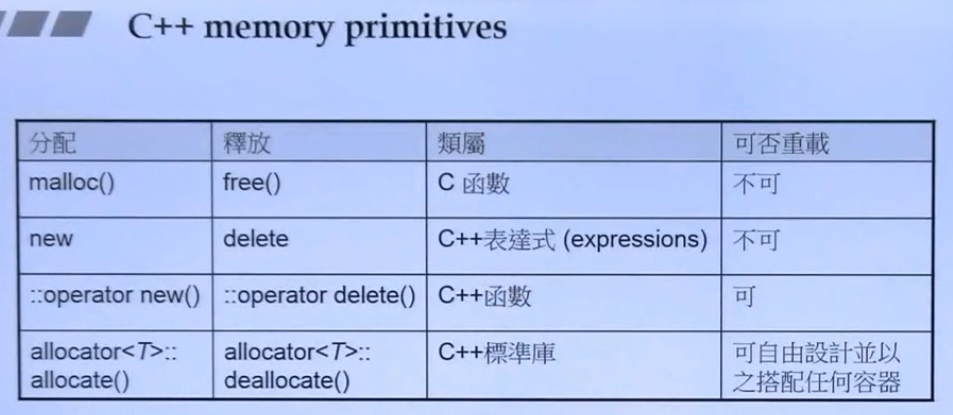 C++ memory primitives
分配 釋放 類屬 可否重載
malloc() free() C 函數 不可
new delete C++表達式 (expressions) 不可
::operator new() ::operator delete() C++函數 可
allocator<T>:: allocator<T>:: C++標準庫 可自由設計並以
allocate() deallocate() 之搭配任何容器